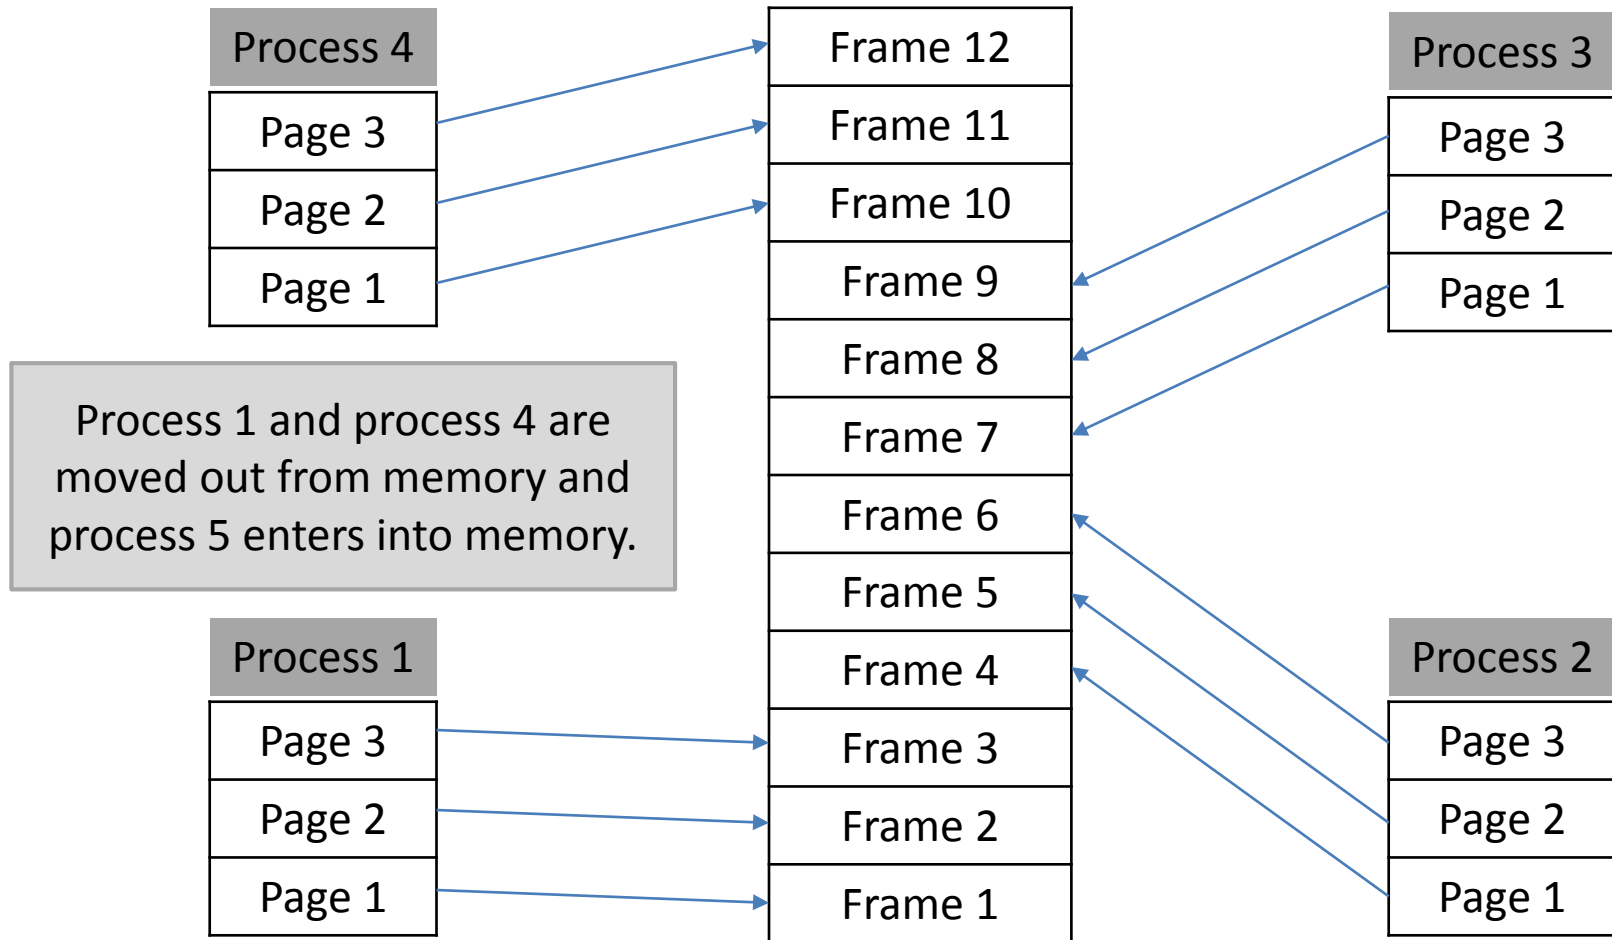 Process 4
Page 3
Page 2
Page 1
Process 1 and process 4 are
moved out from memory and
process 5 enters into memory.
Process 1
Page 3
Page 2
Page 1
Frame 12
Frame 11
Frame 10
Frame 9
Frame 8
Frame 7
Frame 6
Frame 5
Frame 4
Frame 3
Frame 2
Frame 1
Process 3
Page 3
Page 2
Page 1
Process 2
Page 3
Page 2
Page 1